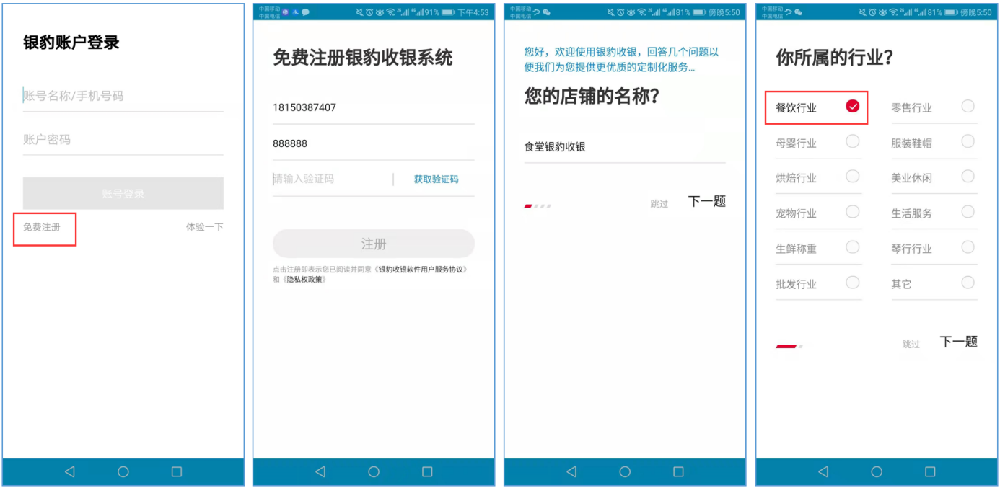 银豹账户登录
账号名称/手机号码
账户密码
账号登录
免费注册
体验一下
中国移动
中国电信
91%
下午4:53
免费注册银豹收银系统
18150387407
888888
请输入验证码
获取验证码
注册
点击注册即表示您已阅读并同意《银豹收银软件用户服务协议》
和《隐私权政策》
中国移动
中国电信
81%
傍晚5:50
您好，欢迎使用银豹收银，回答几个问题以
便我们为您提供更优质的定制化服务...
您的店铺的名称?
食堂银豹收银
跳过
下一题
中国移动
中国电信
81%
傍晚5:50
你所属的行业?
餐饮行业
零售行业
母婴行业
服装鞋帽
烘焙行业
美业休闲
宠物行业
生活服务
生鲜称重
琴行行业
批发行业
其它
跳过
下一题